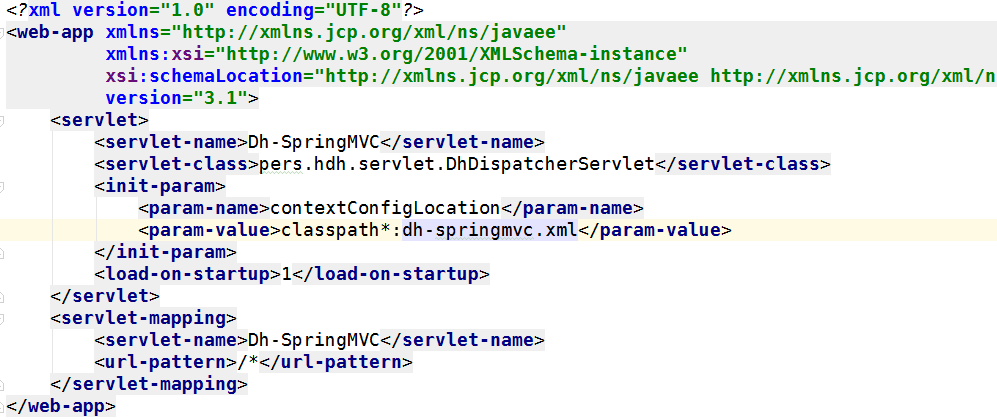 <?xml version="1.0" encoding="UTF-8"?>
<web-app xmlns="http://xmlns.jcp.org/xml/ns/javaee"
xmlns:xsi="http://www.w3.org/2001/XMLSchema-instance"
xsi:schemaLocation="http://xmlns.jcp.org/xml/ns/javaee http://xmlns.jcp.org/xml/n
version="3.1">
<servlet>
<servlet-name>Dh-SpringMVC</servlet-name>
<servlet-class>pers.hdh.servlet.DhDispatcherServlet</servlet-class>
<init-param>
<param-name>contextConfigLocation</param-name>
<param-value>classpath*:dh-springmvc.xml</param-value>
</init-param>
<load-on-startup>1</load-on-startup>
</servlet>
<servlet-mapping>
<servlet-name>Dh-SpringMVC</servlet-name>
<url-pattern>/*</url-pattern>
</servlet-mapping>
</web-app>